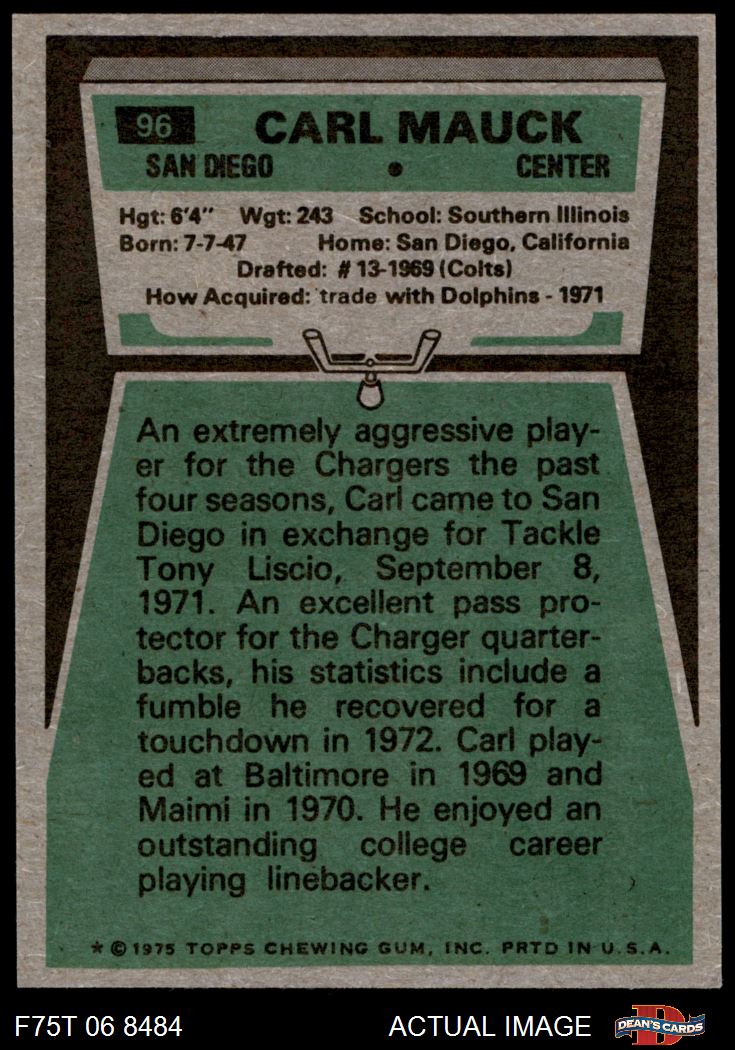 96 CARL MAUCK
SAN DIEGO • CENTER
Hgt: 6'4" Wgt: 243 School: Southern Illinois
Born: 7-7-47 Home: San Diego, California
Drafted: # 13-1969 (Colts)
How Acquired: trade with Dolphins - 1971
An extremely aggressive play-
er for the Chargers the past
four seasons, Carl came to San
Diego in exchange for Tackle
Tony Liscio, September 8,
1971. An excellent pass pro-
tector for the Charger quarter-
backs, his statistics include a
fumble he recovered for a
touchdown in 1972. Carl play-
ed at Baltimore in 1969 and
Maimi in 1970. He enjoyed an
outstanding college career
playing linebacker.
* © 1975 TOPPS CHEWING GUM, INC. PRTD IN U.S.A.
F75T 06 8484 ACTUAL IMAGE D DEAN'S CARDS